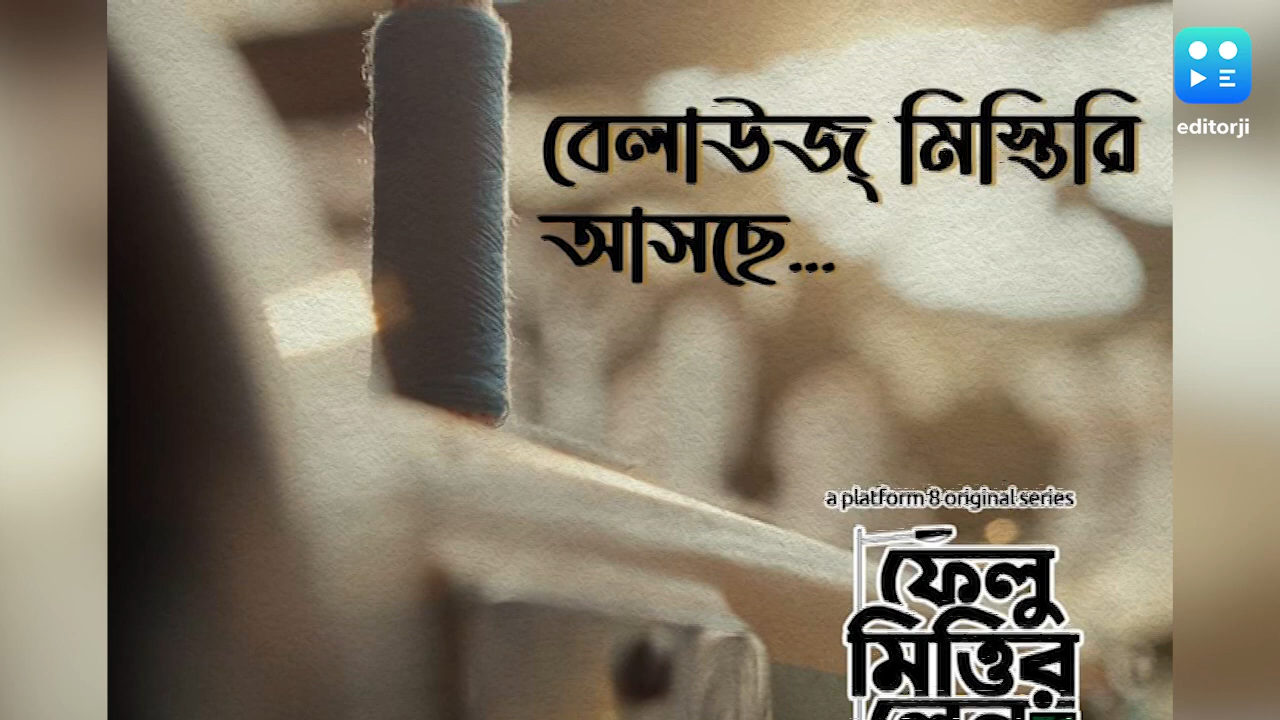 editorji
বেলাউজ্ মিস্তিরি
আসছে...
a platform 8 original series
ফেলু
মিত্তির